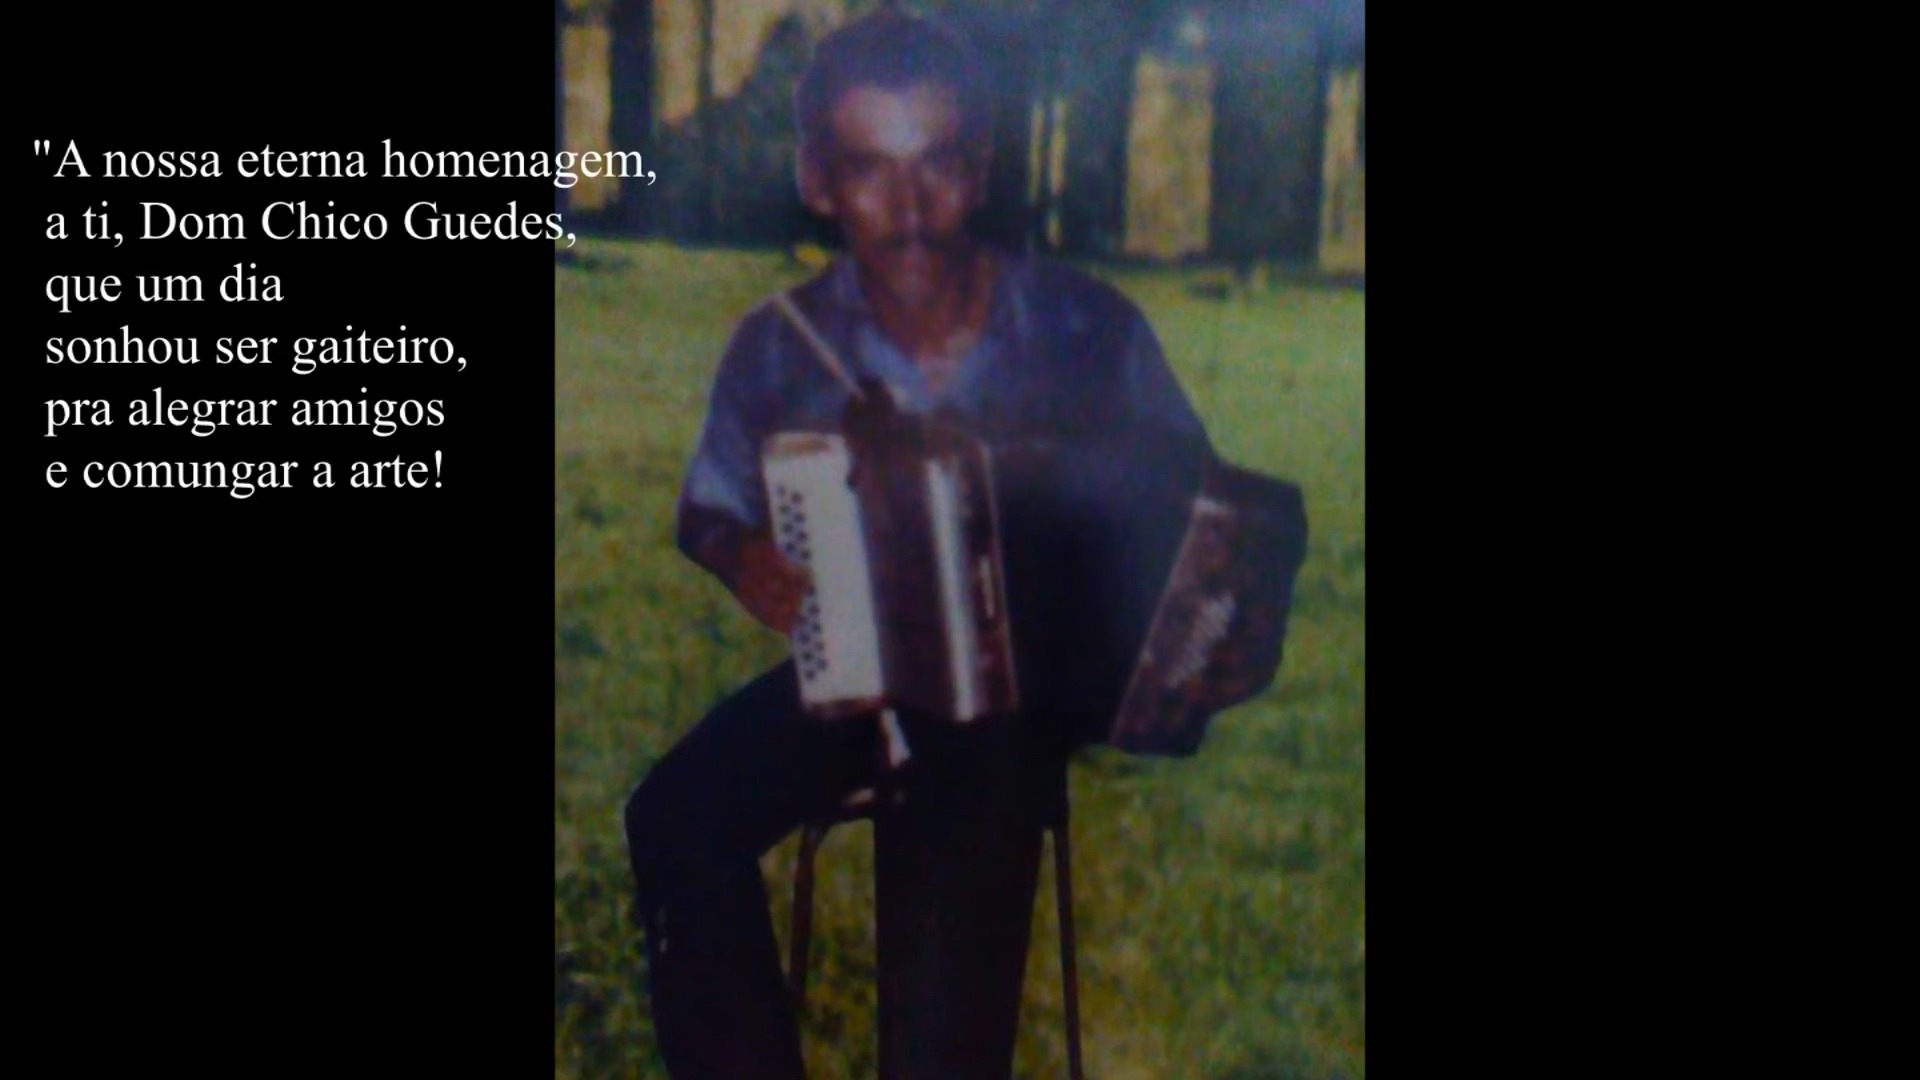 "A nossa eterna homenagem,
a ti, Dom Chico Guedes,
que um dia
sonhou ser gaiteiro,
pra alegrar amigos
e comungar a arte!